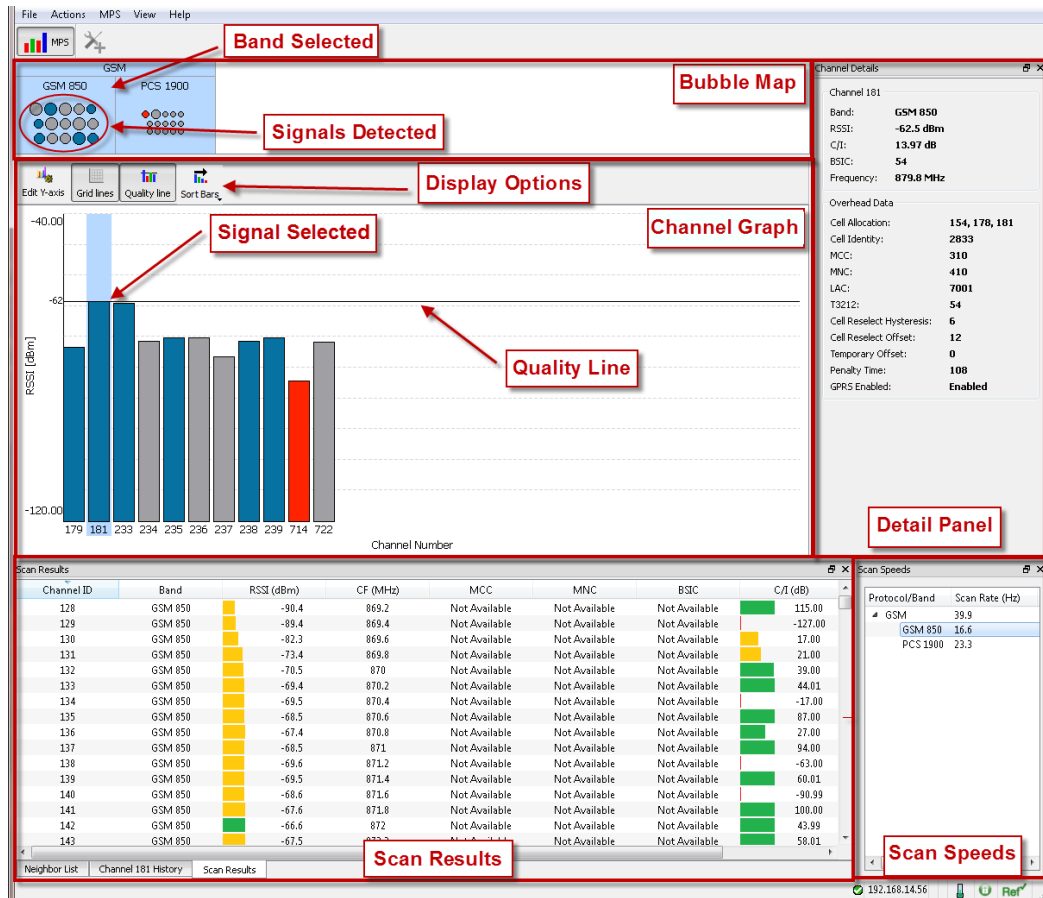 File Actions MPS View Help
MPS
Band Selected
GSM
GSM 850 PCS 1900
Bubble Map
Signals Detected
Edit Y-axis Grid lines Quality line Sort Bars
Display Options
Channel Graph
Signal Selected
Quality Line
-40.00
-62
RSSI [dBm]
-120.00
179 181 233 234 235 236 237 238 239 714 722
Channel Number
Channel Details
Channel 181
Band: GSM 850
RSSI: -62.5 dBm
C/I: 13.97 dB
BSIC: 54
Frequency: 879.8 MHz
Overhead Data
Cell Allocation: 154, 178, 181
Cell Identity: 2833
MCC: 310
MNC: 410
LAC: 7001
T3212: 54
Cell Reselect Hysteresis: 6
Cell Reselect Offset: 12
Temporary Offset: 0
Penalty Time: 108
GPRS Enabled: Enabled
Detail Panel
Scan Results
Channel ID Band RSSI (dBm) CF (MHz) MCC MNC BSIC C/I (dB)
128 GSM 850 -90.4 869.2 Not Available Not Available Not Available 115.00
129 GSM 850 -89.4 869.4 Not Available Not Available Not Available -127.00
130 GSM 850 -82.3 869.6 Not Available Not Available Not Available 17.00
131 GSM 850 -73.4 869.8 Not Available Not Available Not Available 21.00
132 GSM 850 -70.5 870 Not Available Not Available Not Available 39.00
133 GSM 850 -69.4 870.2 Not Available Not Available Not Available 44.01
134 GSM 850 -69.5 870.4 Not Available Not Available Not Available -17.00
135 GSM 850 -68.5 870.6 Not Available Not Available Not Available 87.00
136 GSM 850 -67.4 870.8 Not Available Not Available Not Available 27.00
137 GSM 850 -68.5 871 Not Available Not Available Not Available 94.00
138 GSM 850 -69.6 871.2 Not Available Not Available Not Available -63.00
139 GSM 850 -69.5 871.4 Not Available Not Available Not Available 60.01
140 GSM 850 -68.6 871.6 Not Available Not Available Not Available -90.99
141 GSM 850 -67.6 871.8 Not Available Not Available Not Available 100.00
142 GSM 850 -66.6 872 Not Available Not Available Not Available 43.99
143 GSM 850 -67.5 Not Available Not Available Not Available 58.01
Scan Results
Neighbor List Channel 181 History Scan Results
Scan Speeds
Protocol/Band Scan Rate (Hz)
GSM 39.9
GSM 850 16.6
PCS 1900 23.3
Scan Speeds
192.168.14.56 Ref